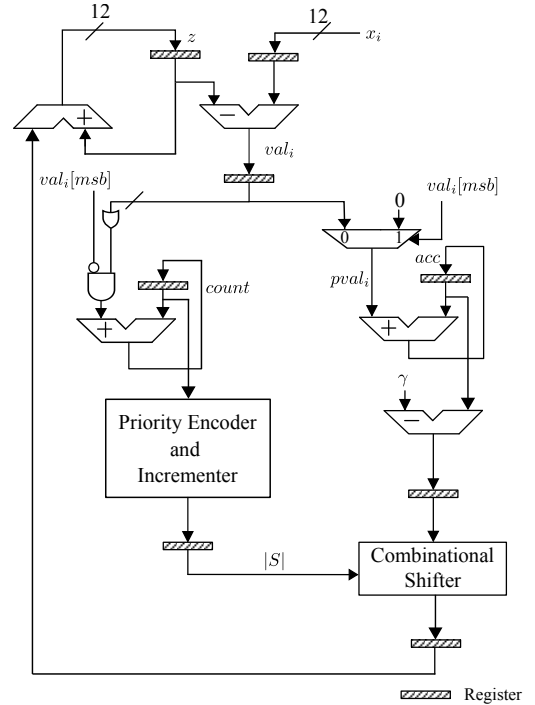 12
12
z
x_i
+
−
val_i
val_i[msb]
val_i[msb]
0
0
1
acc
pval_i
count
+
+
γ
−
Priority Encoder
and
Incrementer
|S|
Combinational
Shifter
Register